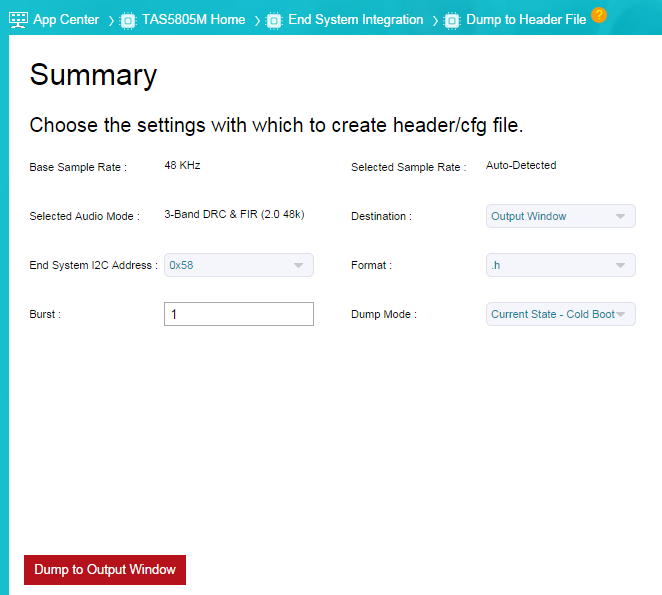 App Center > TAS5805M Home > End System Integration > Dump to Header File ?
Summary
Choose the settings with which to create header/cfg file.
Base Sample Rate : 48 KHz Selected Sample Rate : Auto-Detected
Selected Audio Mode : 3-Band DRC & FIR (2.0 48k) Destination : Output Window
End System I2C Address : 0x58 Format : .h
Burst : 1 Dump Mode : Current State - Cold Boot
Dump to Output Window